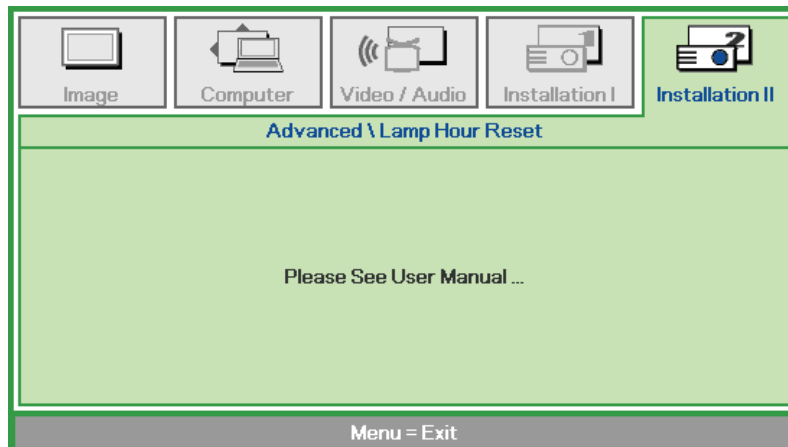 Image
Computer
Video / Audio
Installation I
Installation II
Advanced \ Lamp Hour Reset
Please See User Manual ...
Menu = Exit